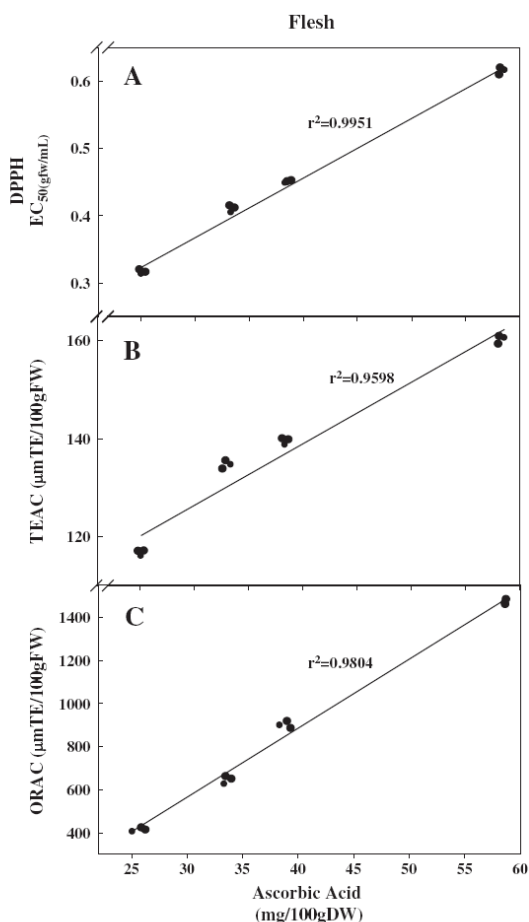 Flesh
A
DPPH
EC50(gfw/mL)
0.6
0.5
0.4
0.3
r²=0.9951
B
TEAC (µmTE/100gFW)
160
140
120
r²=0.9598
C
ORAC (µmTE/100gFW)
1400
1200
1000
800
600
400
r²=0.9804
25 30 35 40 45 50 55 60
Ascorbic Acid
(mg/100gDW)